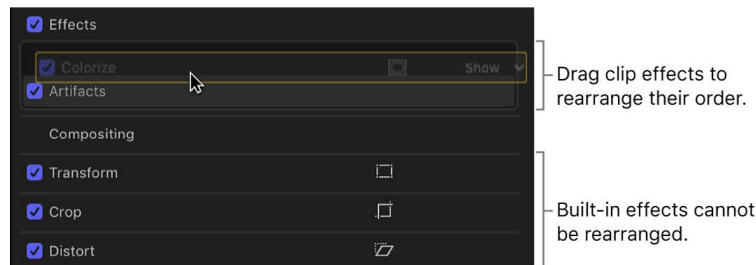 Effects
Colorize Show
Artifacts
Drag clip effects to
rearrange their order.
Compositing
Transform
Crop
Built-in effects cannot
be rearranged.
Distort